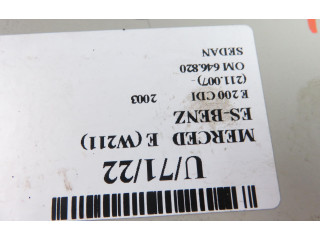 U/71/22
MERCED E (W211)
ES-BENZ
E 200 CDI 2003
(211.007)-
OM 646.820
SEDAN